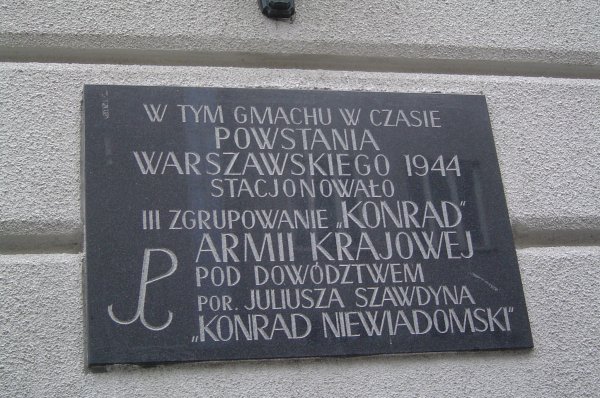 W TYM GMACHU W CZASIE
POWSTANIA
WARSZAWSKIEGO 1944
STACJONOWAŁO
III ZGRUPOWANIE „KONRAD”
ARMII KRAJOWEJ
POD DOWÓDZTWEM
POR. JULIUSZA SZAWDYNA
„KONRAD NIEWIADOMSKI”